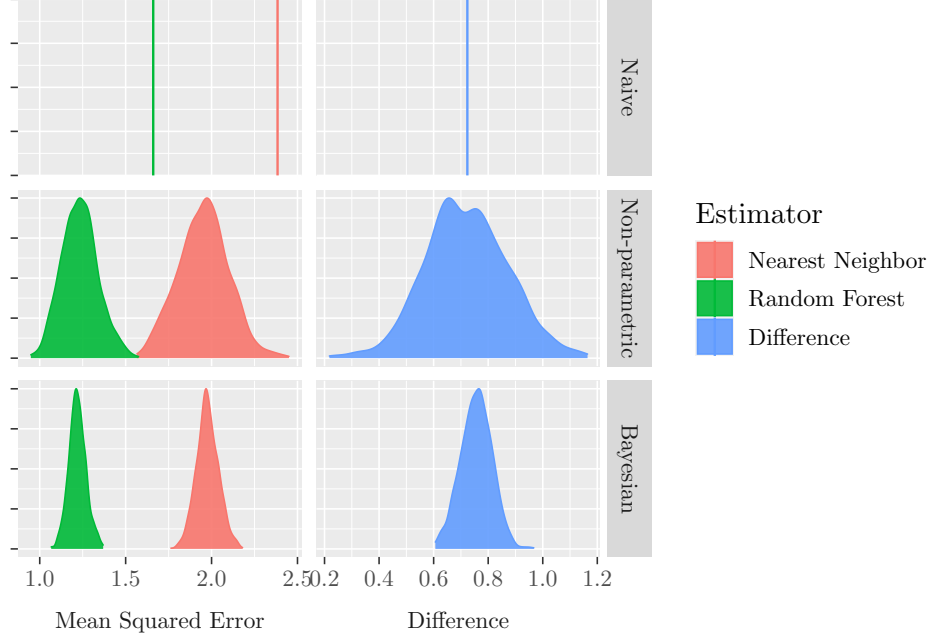 Naive
Non-parametric
Bayesian
Estimator
Nearest Neighbor
Random Forest
Difference
1.0 1.5 2.0 2.5 0.2 0.4 0.6 0.8 1.0 1.2
Mean Squared Error Difference